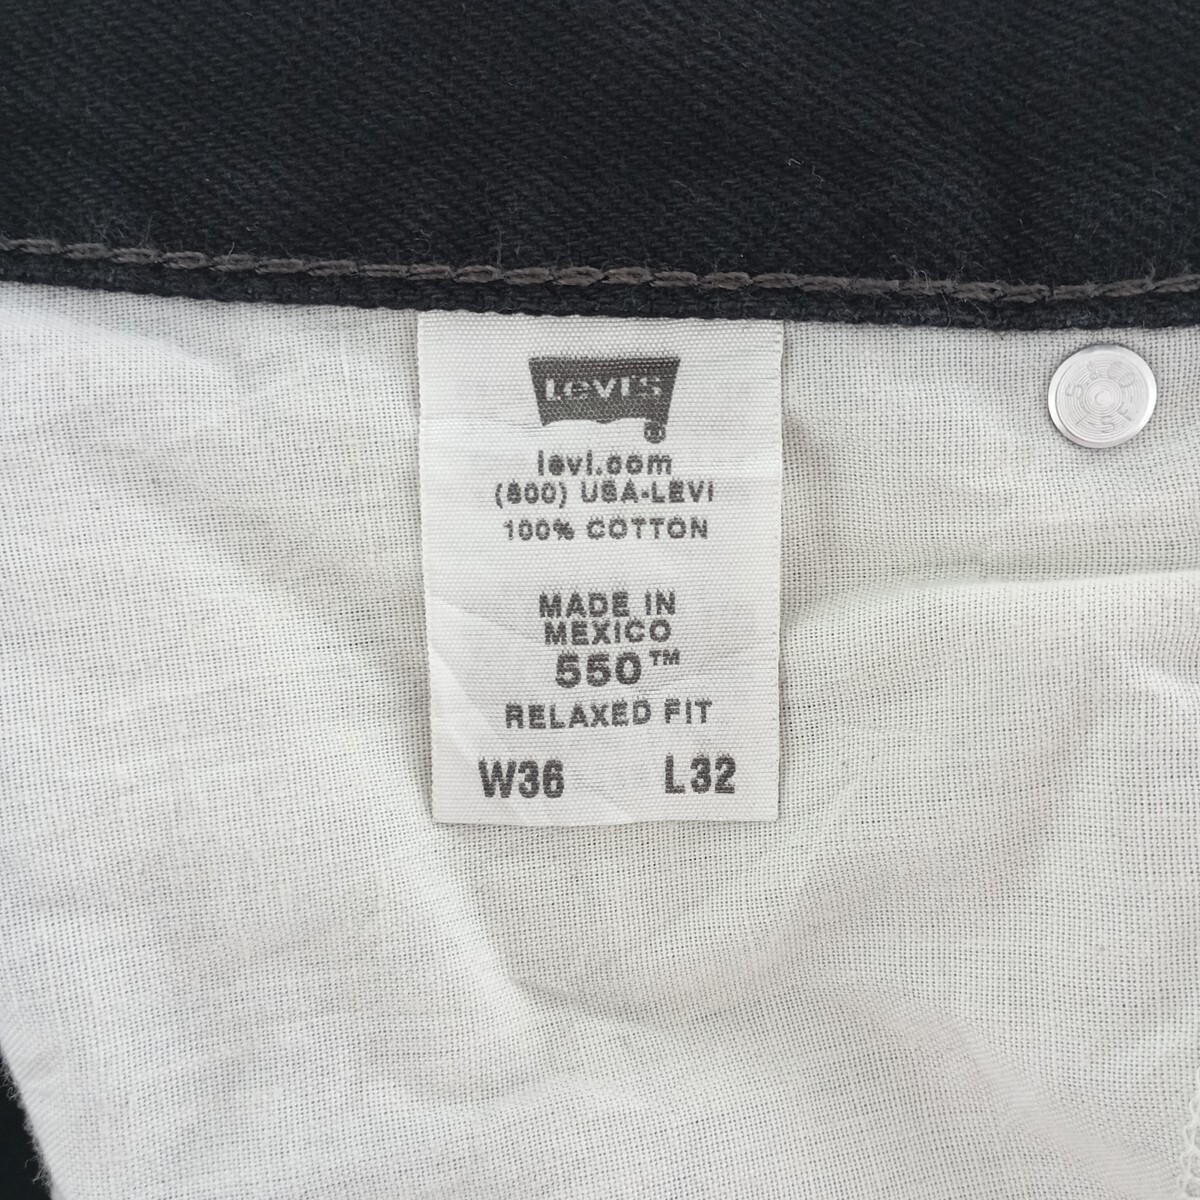 Levi's
®
levi.com
(800) USA-LEVI
100% COTTON
MADE IN
MEXICO
550™
RELAXED FIT
W36 L32